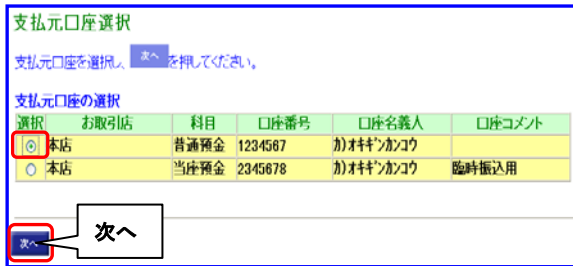 支払元口座選択
支払元口座を選択し、 次へ を押してください。
支払元口座の選択
選択 お取引店 科目 口座番号 口座名義人 口座コメント
本店 普通預金 1234567 カ)オキギンカンコウ
本店 当座預金 2345678 カ)オキギンカンコウ 臨時振込用
次へ 次へ